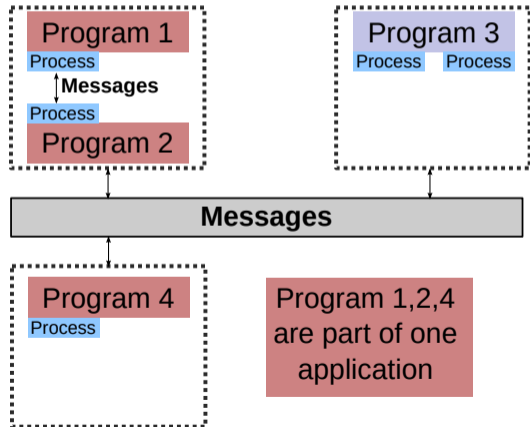 Program 1
Process
Messages
Process
Program 2
Program 3
Process Process
Messages
Program 4
Process
Program 1,2,4
are part of one
application